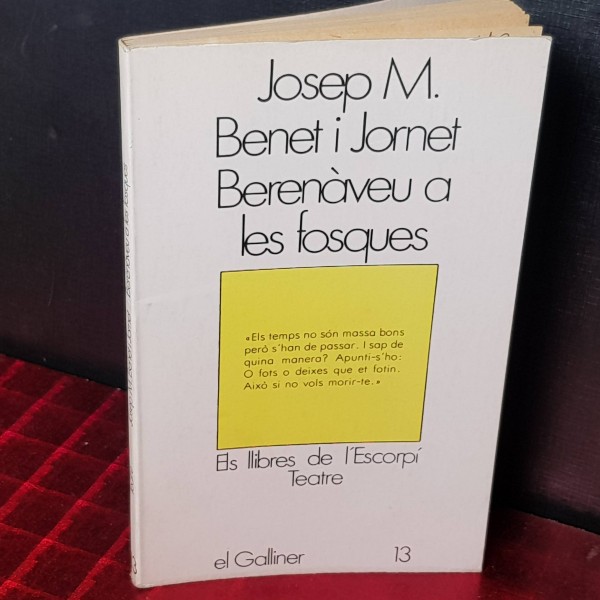 Josep M.
Benet i Jornet
Berenàveu a
les fosques
«Els temps no són massa bons
però s'han de passar. I sap de
quina manera? Apunti-s'ho:
O fots o deixes que et fotin.
Això si no vols morir-te.»
Els llibres de l'Escorpí
Teatre
el Galliner 13